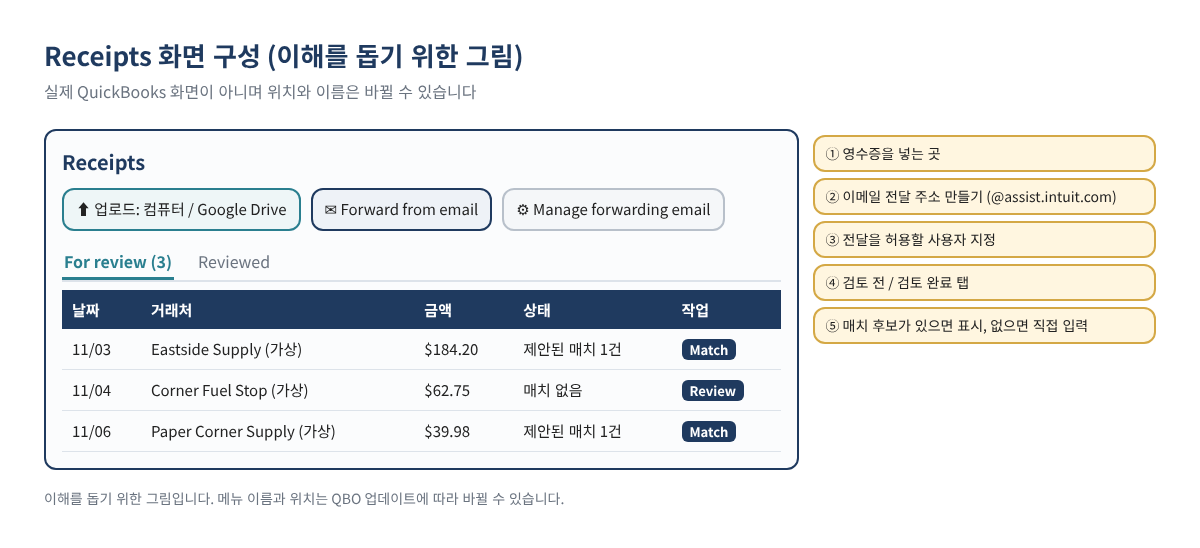 Receipts 화면 구성 (이해를 돕기 위한 그림)
실제 QuickBooks 화면이 아니며 위치와 이름은 바뀔 수 있습니다
Receipts
⬆ 업로드: 컴퓨터 / Google Drive
✉ Forward from email
⚙ Manage forwarding email
For review (3) Reviewed
날짜 거래처 금액 상태 작업
11/03 Eastside Supply (가상) $184.20 제안된 매치 1건 Match
11/04 Corner Fuel Stop (가상) $62.75 매치 없음 Review
11/06 Paper Corner Supply (가상) $39.98 제안된 매치 1건 Match
① 영수증을 넣는 곳
② 이메일 전달 주소 만들기 (@assist.intuit.com)
③ 전달을 허용할 사용자 지정
④ 검토 전 / 검토 완료 탭
⑤ 매치 후보가 있으면 표시, 없으면 직접 입력
이해를 돕기 위한 그림입니다. 메뉴 이름과 위치는 QBO 업데이트에 따라 바뀔 수 있습니다.